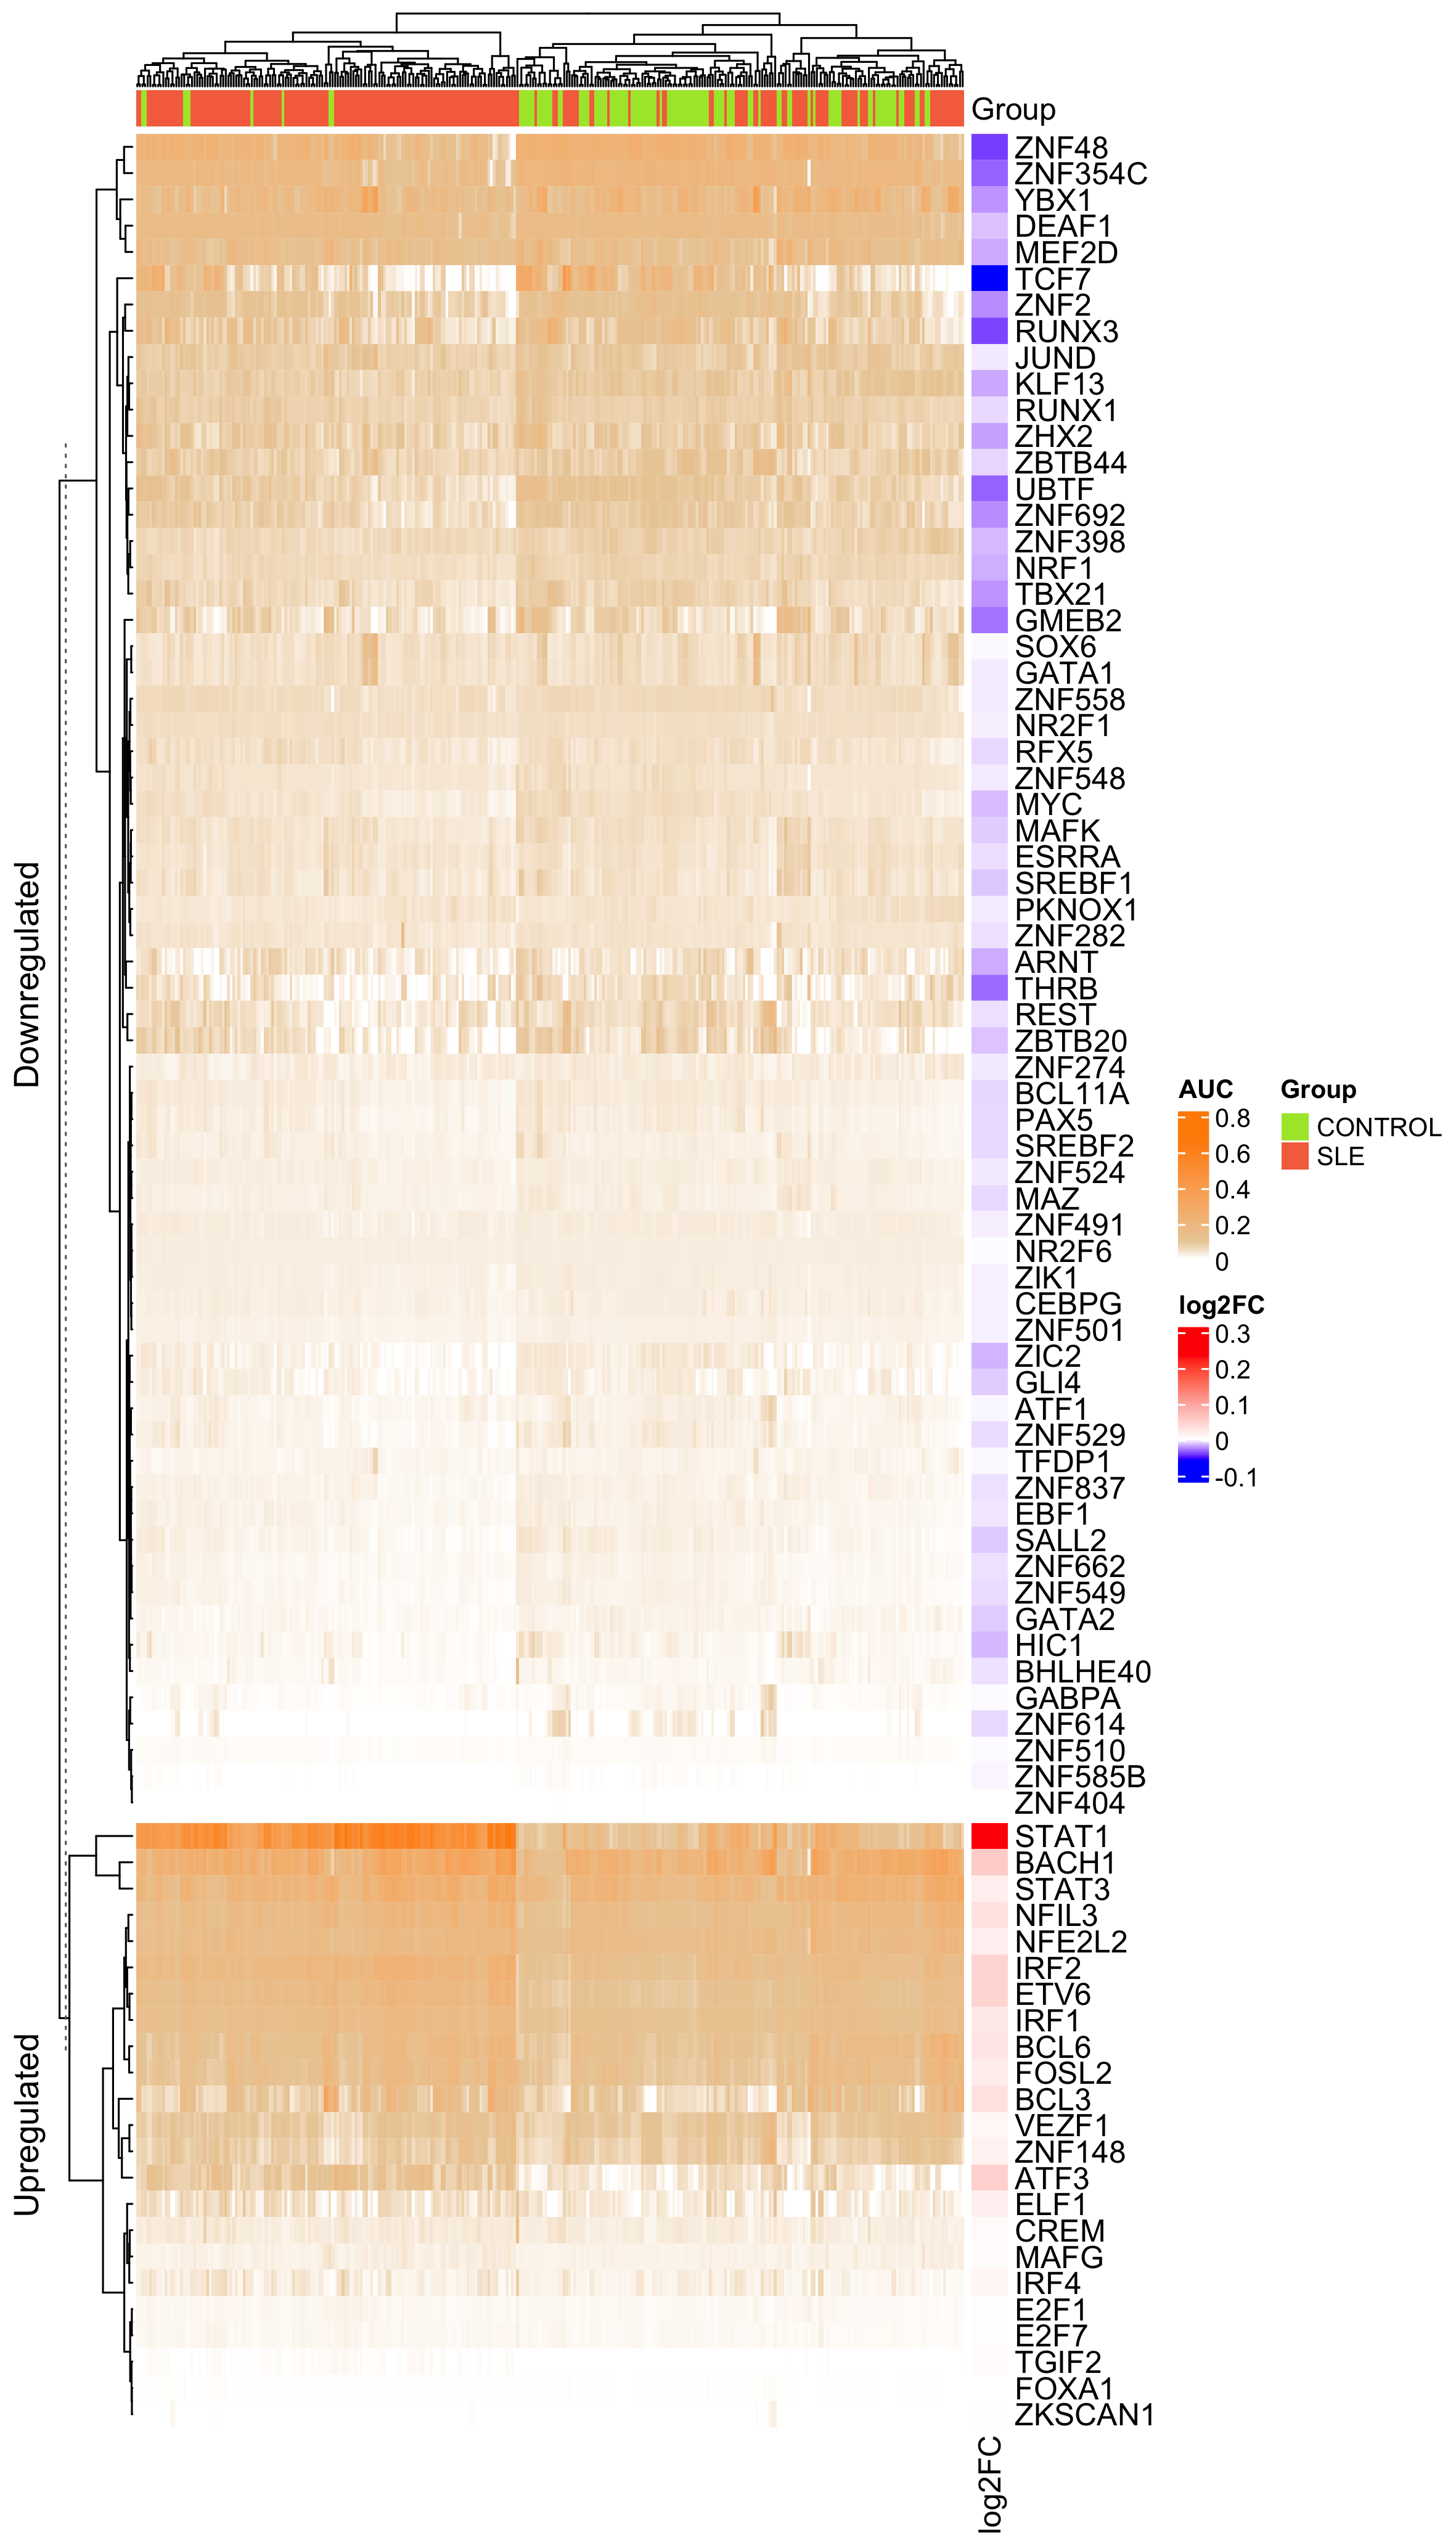 Group
ZNF48
ZNF354C
YBX1
DEAF1
MEF2D
TCF7
ZNF2
RUNX3
JUND
KLF13
RUNX1
ZHX2
ZBTB44
UBTF
ZNF692
ZNF398
NRF1
TBX21
GMEB2
SOX6
GATA1
ZNF558
NR2F1
RFX5
ZNF548
MYC
MAFK
ESRRA
SREBF1
PKNOX1
ZNF282
ARNT
THRB
REST
ZBTB20
ZNF274
BCL11A
PAX5
SREBF2
ZNF524
MAZ
ZNF491
NR2F6
ZIK1
CEBPG
ZNF501
ZIC2
GLI4
ATF1
ZNF529
TFDP1
ZNF837
EBF1
SALL2
ZNF662
ZNF549
GATA2
HIC1
BHLHE40
GABPA
ZNF614
ZNF510
ZNF585B
ZNF404
STAT1
BACH1
STAT3
NFIL3
NFE2L2
IRF2
ETV6
IRF1
BCL6
FOSL2
BCL3
VEZF1
ZNF148
ATF3
ELF1
CREM
MAFG
IRF4
E2F1
E2F7
TGIF2
FOXA1
ZKSCAN1
log2FC
Downregulated
Upregulated
AUC
0.8
0.6
0.4
0.2
0
Group
CONTROL
SLE
log2FC
0.3
0.2
0.1
0
-0.1